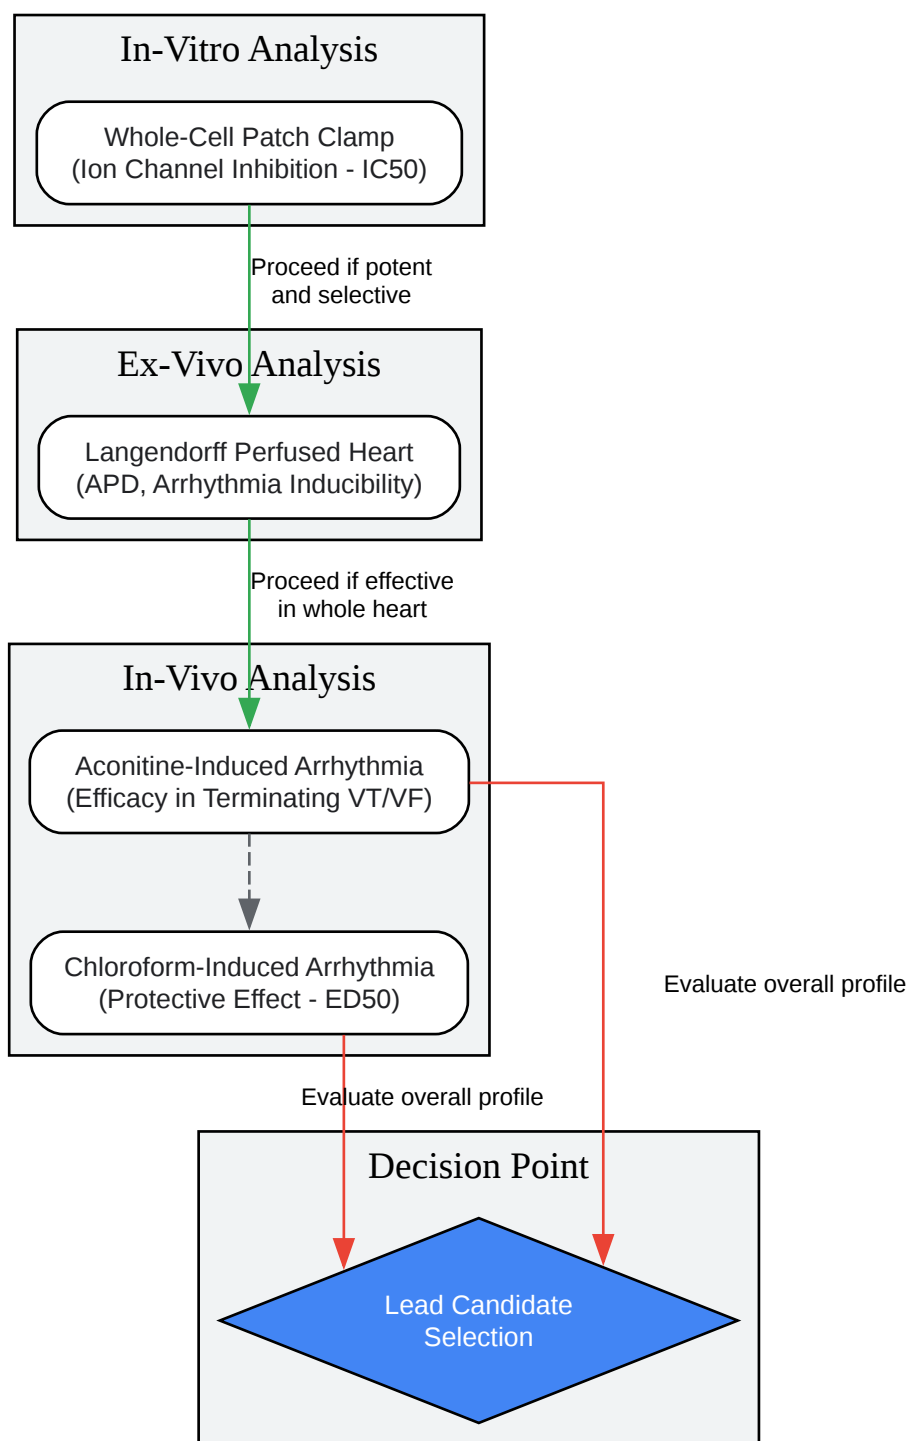 In-Vitro Analysis
Whole-Cell Patch Clamp
(Ion Channel Inhibition - IC50)
Proceed if potent
and selective
Ex-Vivo Analysis
Langendorff Perfused Heart
(APD, Arrhythmia Inducibility)
Proceed if effective
in whole heart
In-Vivo Analysis
Aconitine-Induced Arrhythmia
(Efficacy in Terminating VT/VF)
Chloroform-Induced Arrhythmia
(Protective Effect - ED50)
Evaluate overall profile
Evaluate overall profile
Decision Point
Lead Candidate
Selection